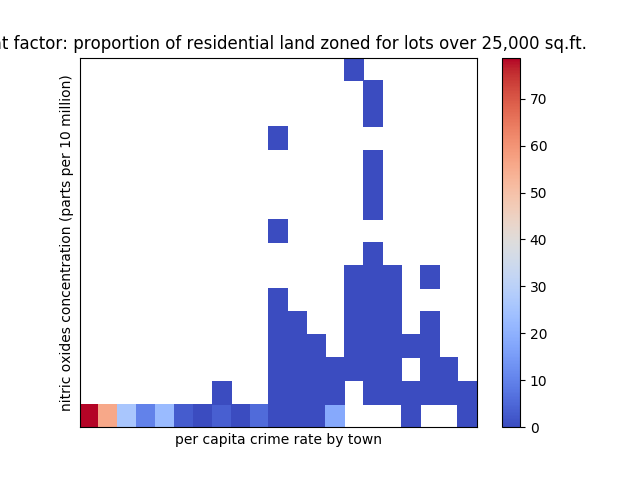 factor: proportion of residential land zoned for lots over 25,000 sq.ft.
nitric oxides concentration (parts per 10 million)
per capita crime rate by town
70
60
50
40
30
20
10
0